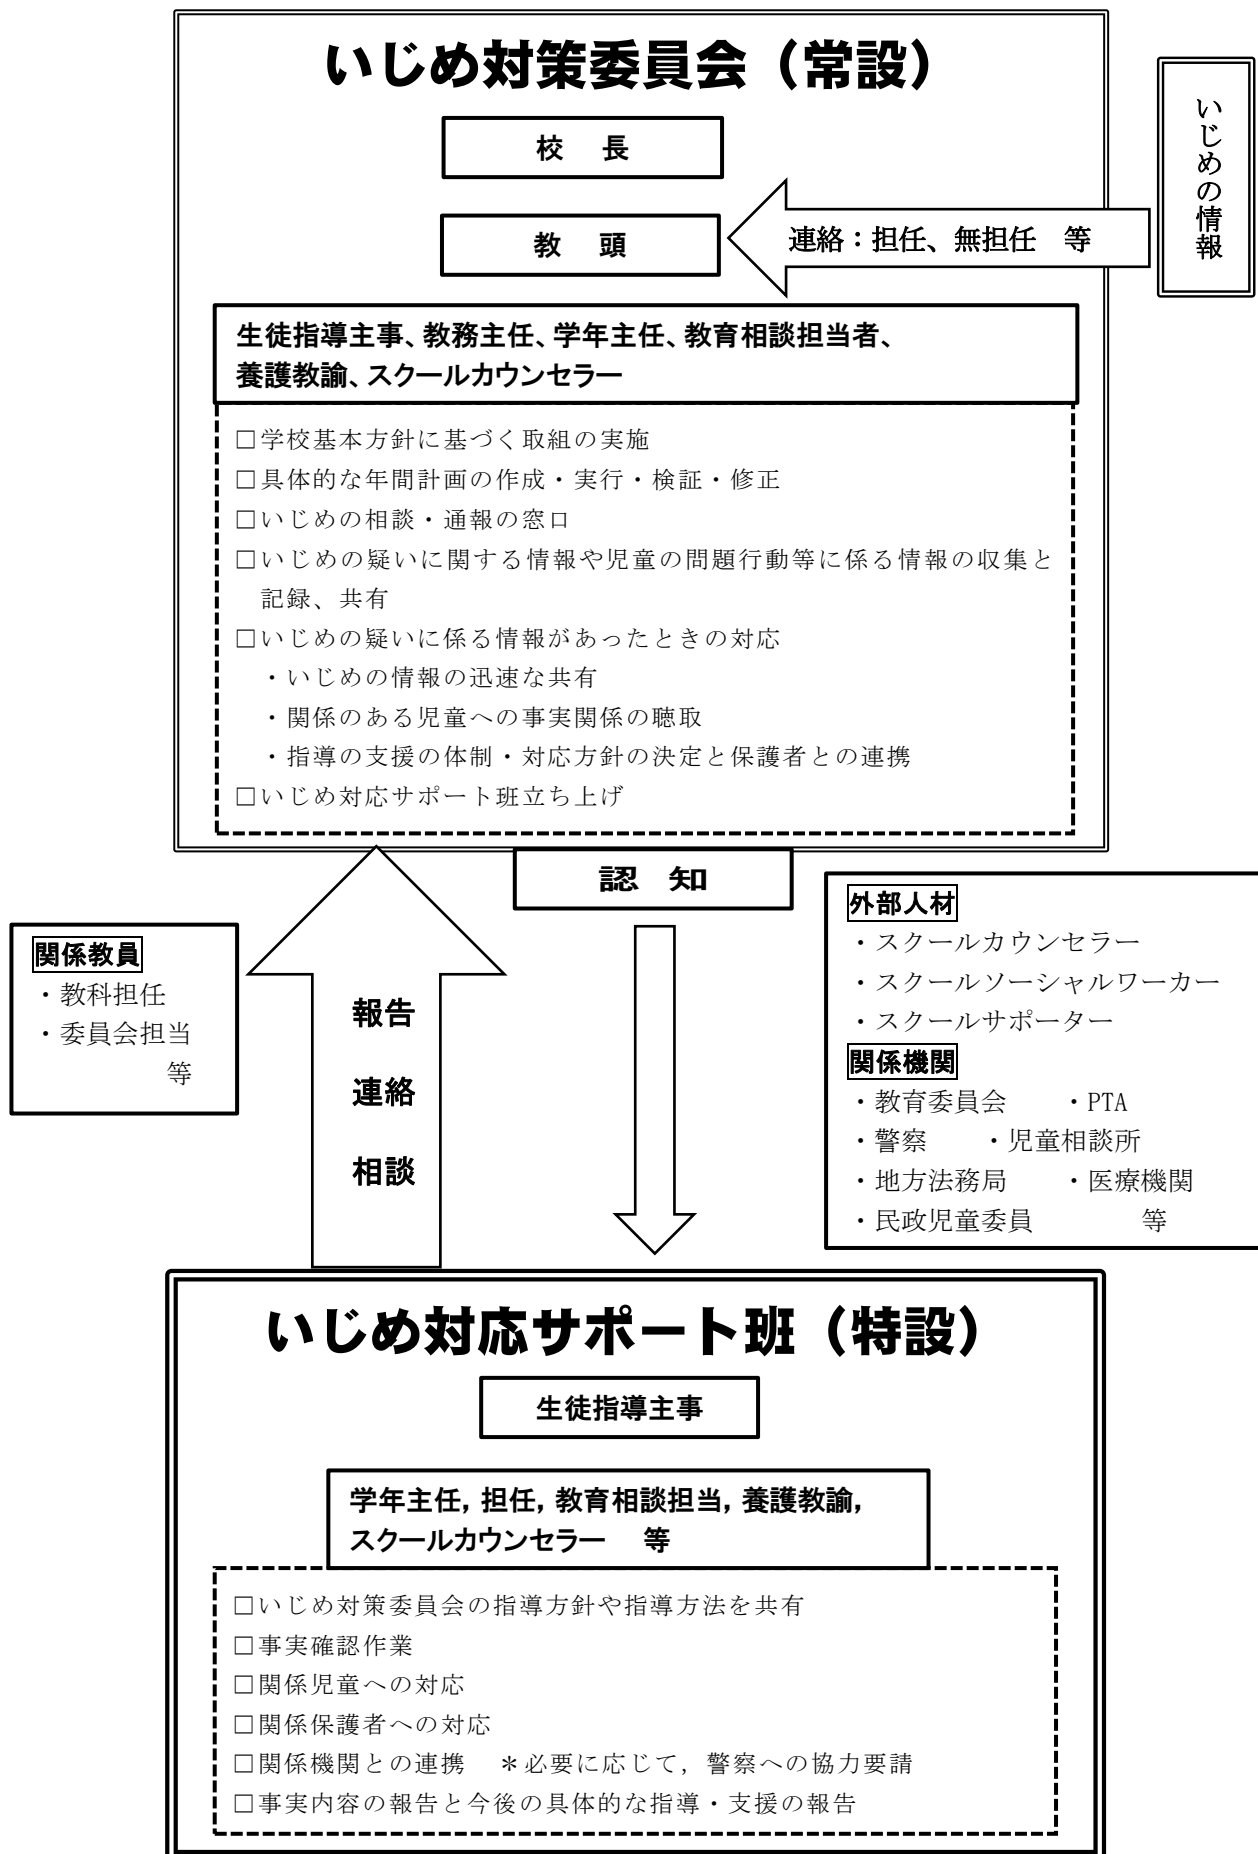 いじめ対策委員会（常設）
校　長
教　頭
連絡：担任、無担任　等
いじめの情報
生徒指導主事、教務主任、学年主任、教育相談担当者、
養護教諭、スクールカウンセラー
□学校基本方針に基づく取組の実施
□具体的な年間計画の作成・実行・検証・修正
□いじめの相談・通報の窓口
□いじめの疑いに関する情報や児童の問題行動等に係る情報の収集と
記録、共有
□いじめの疑いに係る情報があったときの対応
・いじめの情報の迅速な共有
・関係のある児童への事実関係の聴取
・指導の支援の体制・対応方針の決定と保護者との連携
□いじめ対応サポート班立ち上げ
認　知
関係教員
・教科担任
・委員会担当
等
報告
連絡
相談
外部人材
・スクールカウンセラー
・スクールソーシャルワーカー
・スクールサポーター
関係機関
・教育委員会　・PTA
・警察　・児童相談所
・地方法務局　・医療機関
・民政児童委員　等
いじめ対応サポート班（特設）
生徒指導主事
学年主任，担任，教育相談担当，養護教諭，
スクールカウンセラー　等
□いじめ対策委員会の指導方針や指導方法を共有
□事実確認作業
□関係児童への対応
□関係保護者への対応
□関係機関との連携　＊必要に応じて，警察への協力要請
□事実内容の報告と今後の具体的な指導・支援の報告